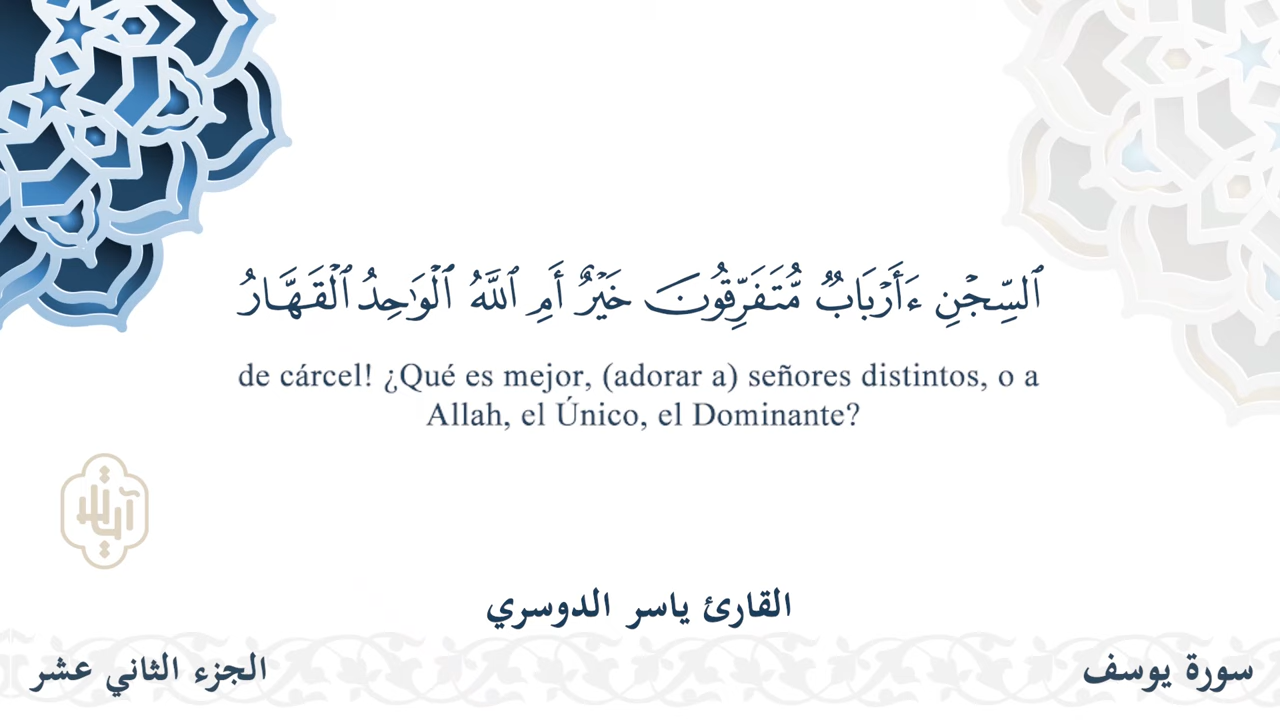 ٱلسِّجْنِ ءَأَرْبَابٌ مُّتَفَرِّقُونَ خَيْرٌ أَمِ ٱللَّهُ ٱلْوَٰحِدُ ٱلْقَهَّارُ
de cárcel! ¿Qué es mejor, (adorar a) señores distintos, o a
Allah, el Único, el Dominante?
القارئ ياسر الدوسري
سورة يوسف
الجزء الثاني عشر